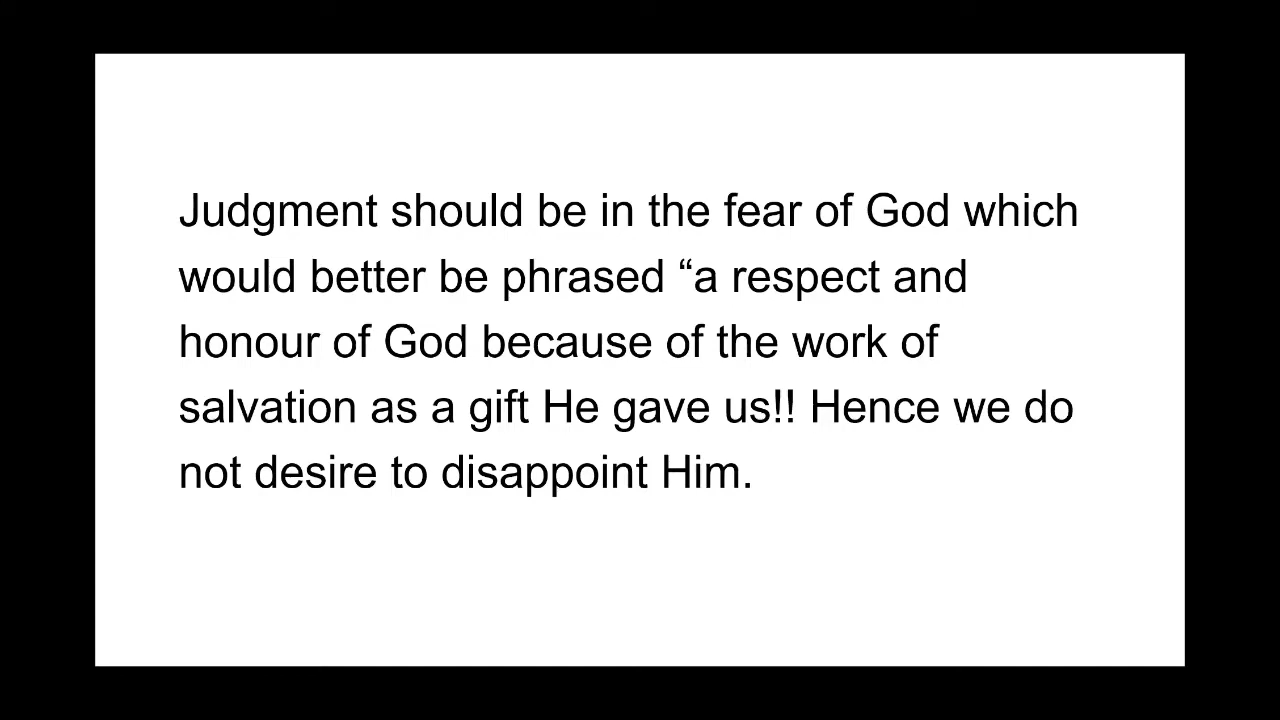 Judgment should be in the fear of God which
would better be phrased “a respect and
honour of God because of the work of
salvation as a gift He gave us!! Hence we do
not desire to disappoint Him.